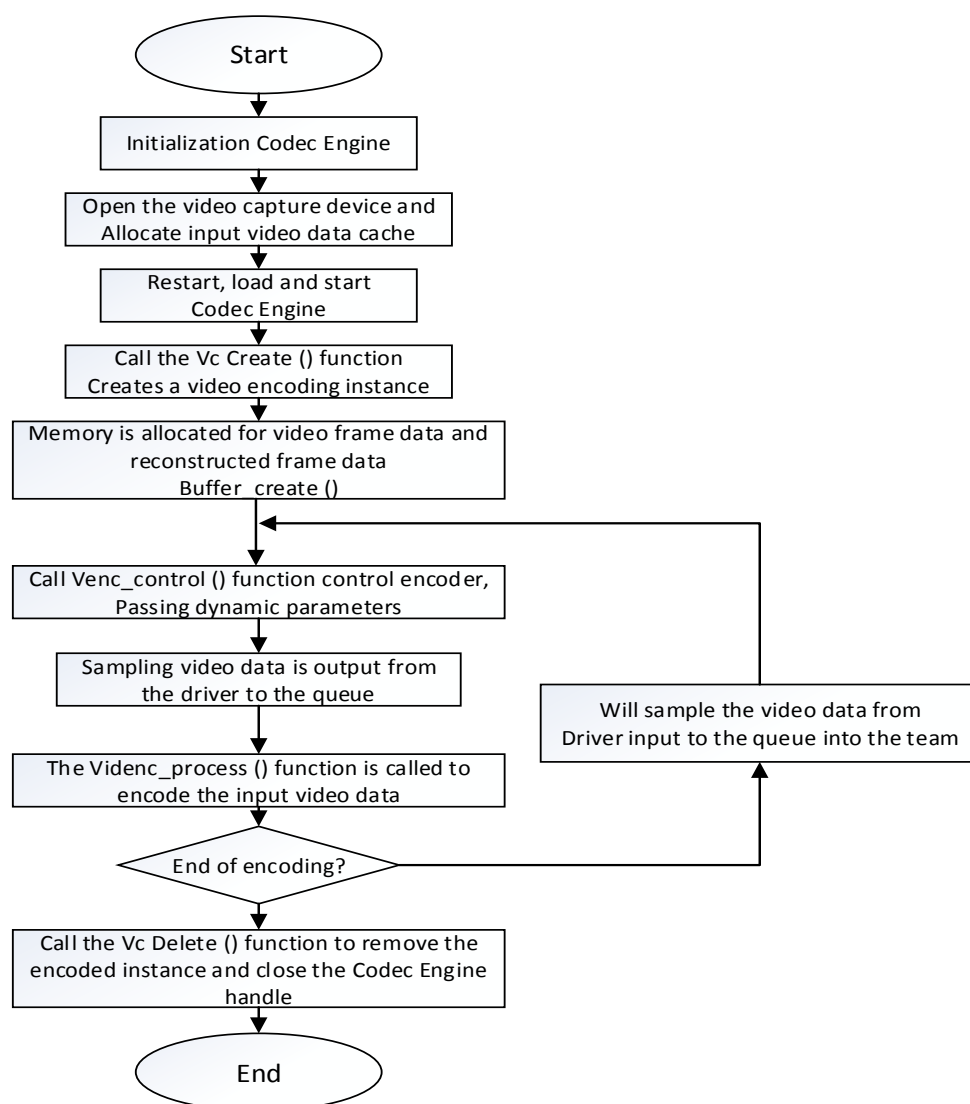 Start
Initialization Codec Engine
Open the video capture device and
Allocate input video data cache
Restart, load and start
Codec Engine
Call the Vc Create () function
Creates a video encoding instance
Memory is allocated for video frame data and
reconstructed frame data
Buffer_create ()
Call Venc_control () function control encoder,
Passing dynamic parameters
Sampling video data is output from
the driver to the queue
Will sample the video data from
Driver input to the queue into the team
The Videnc_process () function is called to
encode the input video data
End of encoding?
Call the Vc Delete () function to remove the
encoded instance and close the Codec Engine
handle
End